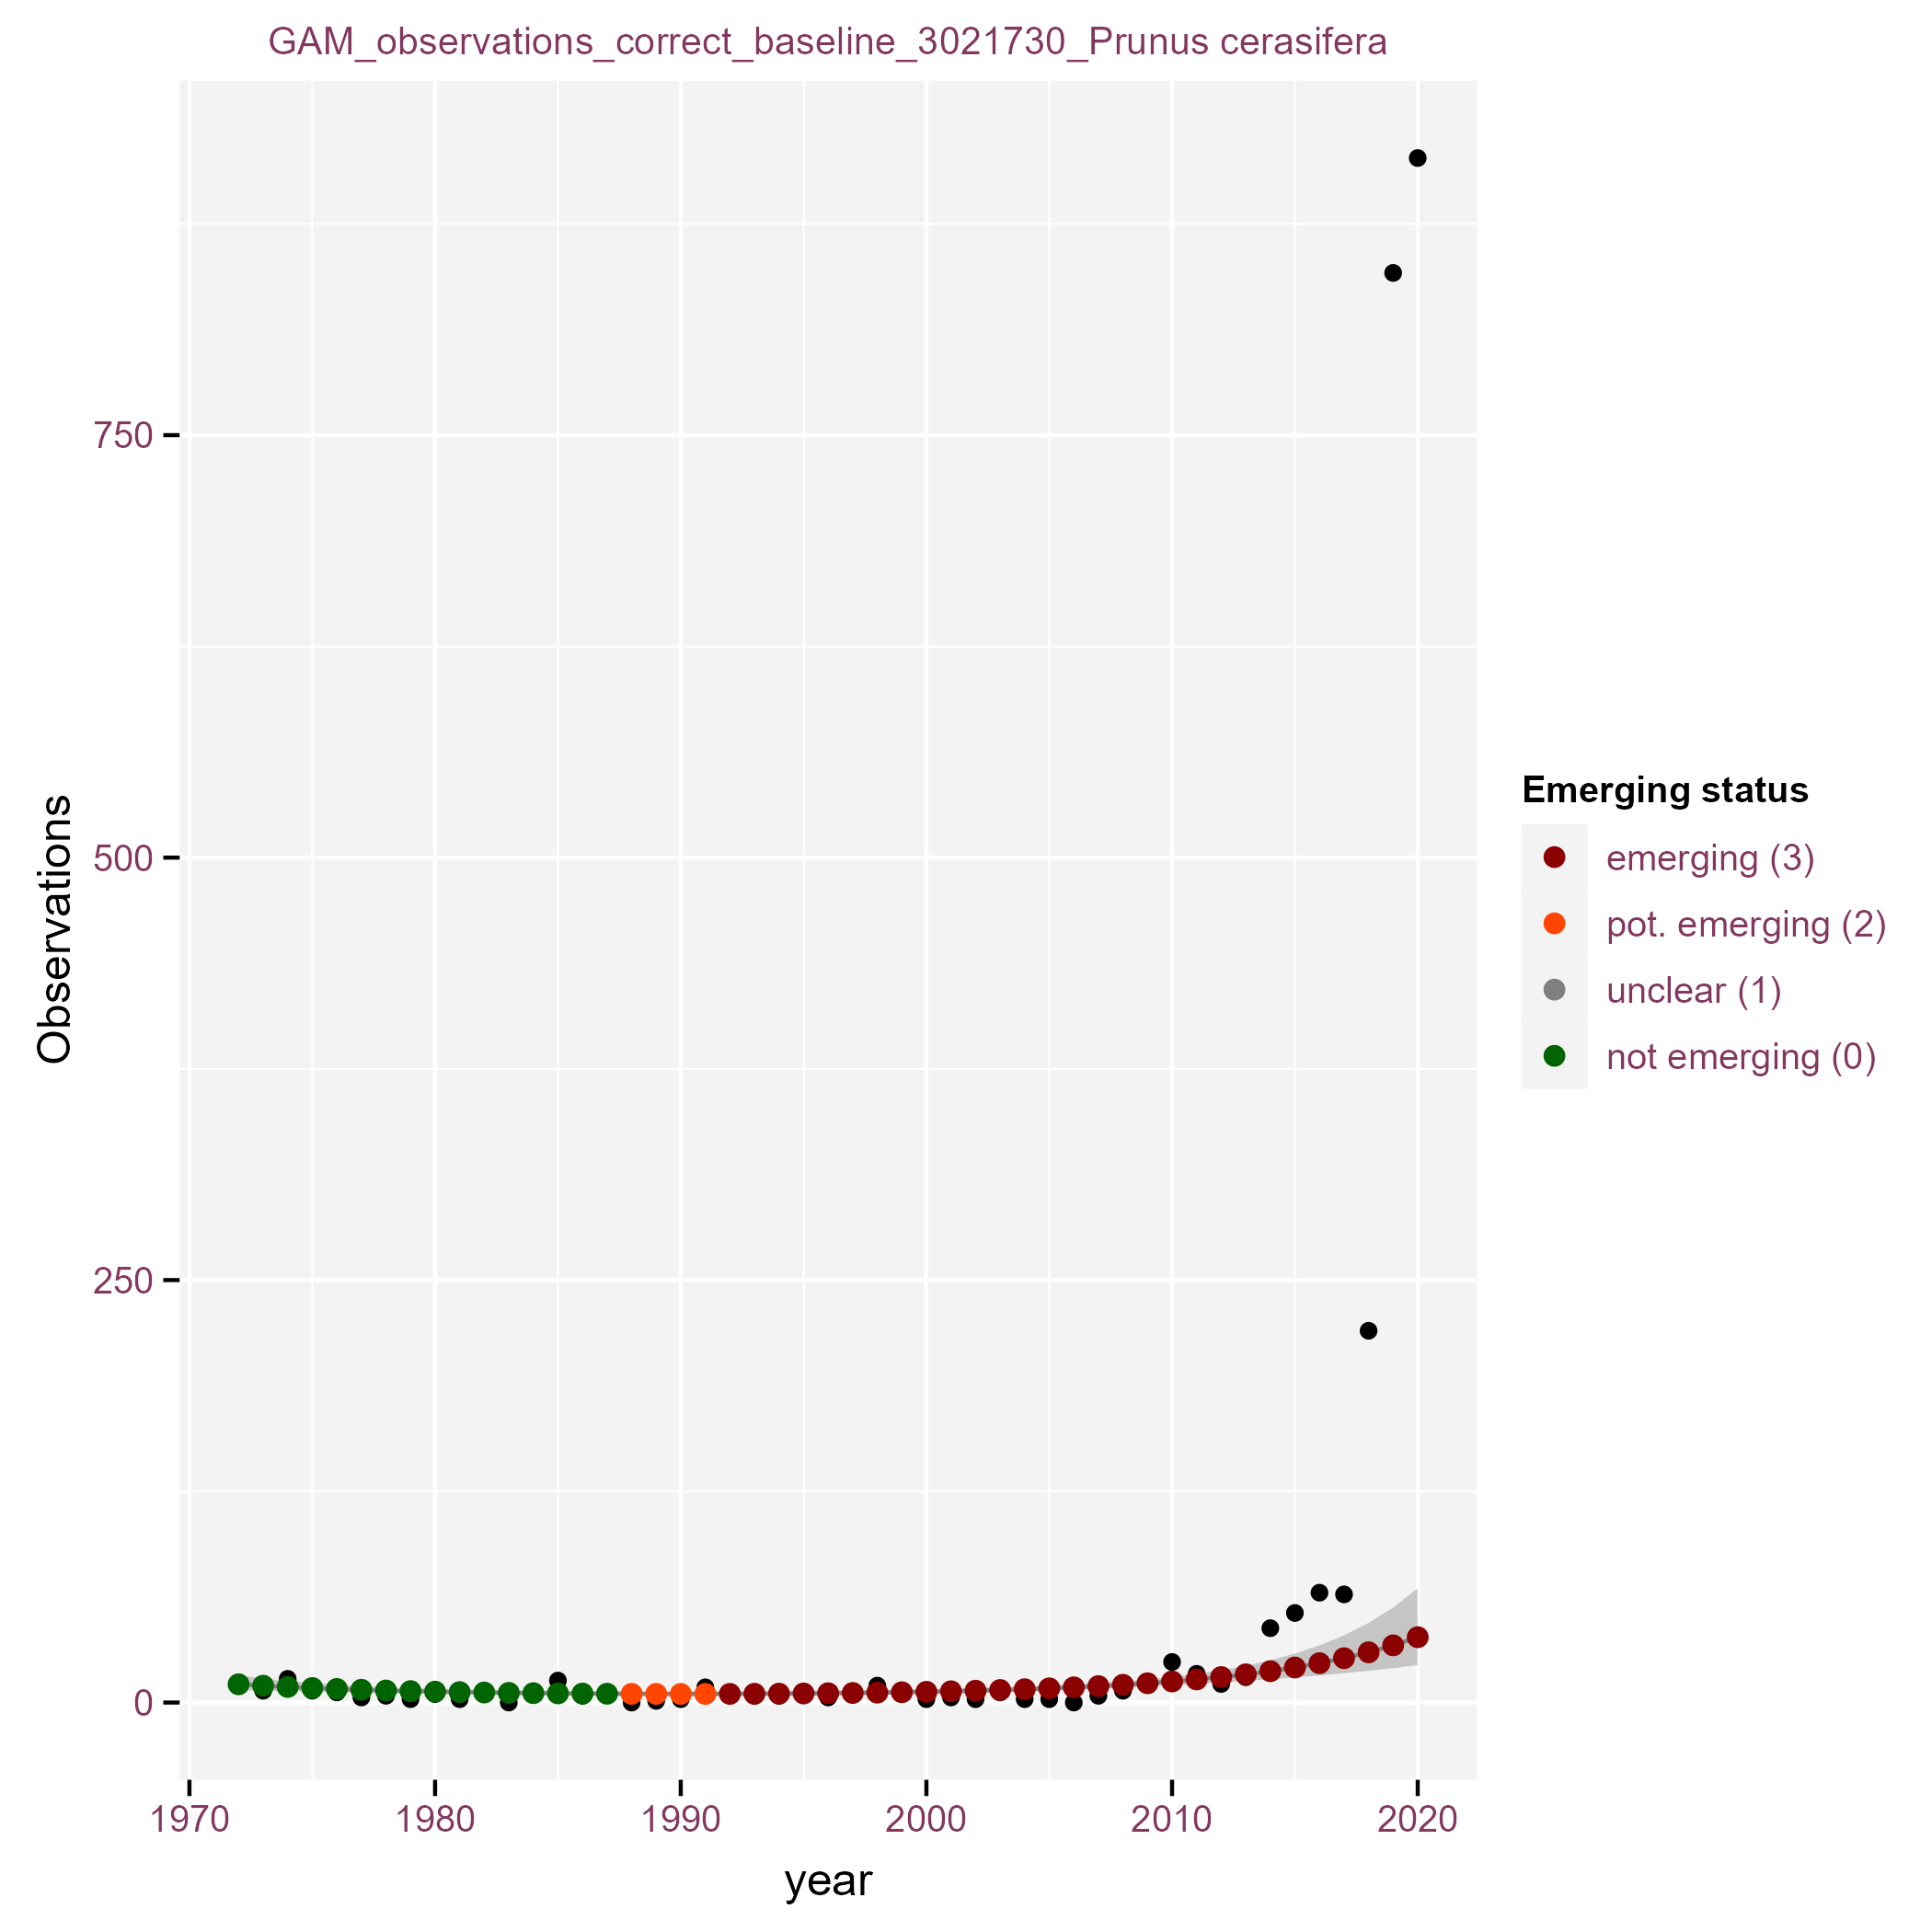 GAM_observations_correct_baseline_3021730_Prunus cerasifera
Observations
750
500
250
0
1970 1980 1990 2000 2010 2020
year
Emerging status
emerging (3)
pot. emerging (2)
unclear (1)
not emerging (0)